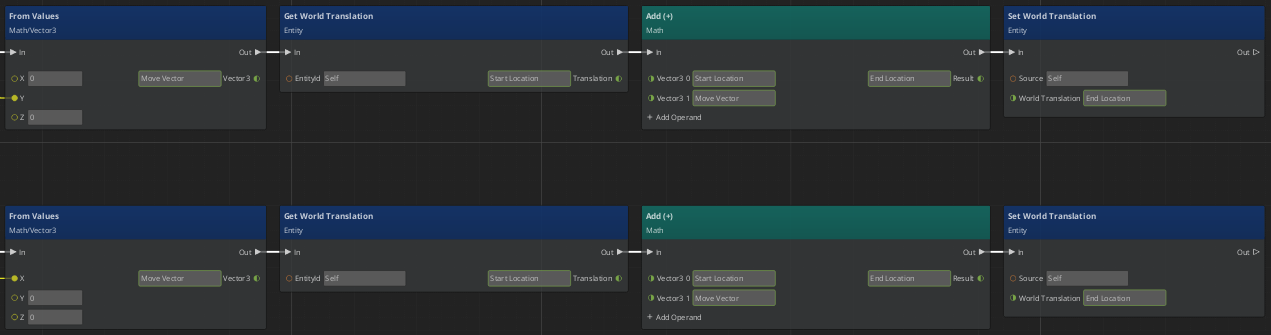 From Values
Math/Vector3
In Out
X 0 Move Vector Vector3
Y
Z 0
Get World Translation
Entity
In Out
EntityId Self Start Location Translation
Add (+)
Math
In Out
Vector3 0 Start Location End Location Result
Vector3 1 Move Vector
+ Add Operand
Set World Translation
Entity
In Out
Source Self
World Translation End Location
From Values
Math/Vector3
In Out
X Move Vector Vector3
Y 0
Z 0
Get World Translation
Entity
In Out
EntityId Self Start Location Translation
Add (+)
Math
In Out
Vector3 0 Start Location End Location Result
Vector3 1 Move Vector
+ Add Operand
Set World Translation
Entity
In Out
Source Self
World Translation End Location